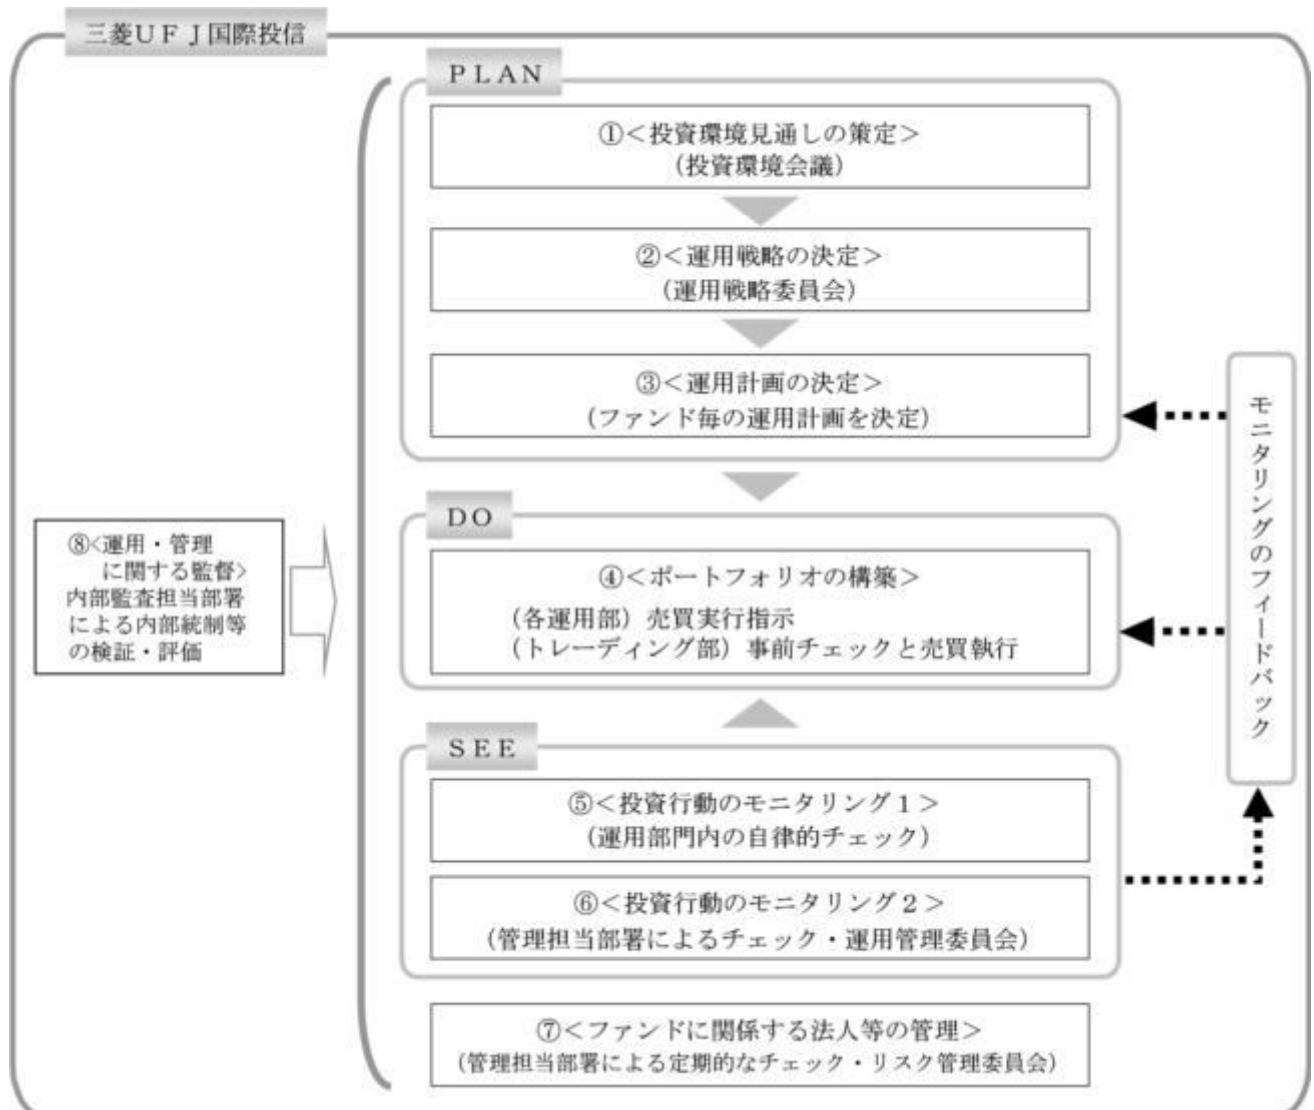 三菱ＵＦＪ国際投信
ＰＬＡＮ
①＜投資環境見通しの策定＞
（投資環境会議）
②＜運用戦略の決定＞
（運用戦略委員会）
③＜運用計画の決定＞
（ファンド毎の運用計画を決定）
ＤＯ
④＜ポートフォリオの構築＞
（各運用部）売買実行指示
（トレーディング部）事前チェックと売買執行
ＳＥＥ
⑤＜投資行動のモニタリング１＞
（運用部門内の自律的チェック）
⑥＜投資行動のモニタリング２＞
（管理担当部署によるチェック・運用管理委員会）
⑦＜ファンドに関係する法人等の管理＞
（管理担当部署による定期的なチェック・リスク管理委員会）
⑧<運用・管理
に関する監督>
内部監査担当部署
による内部統制等
の検証・評価
モニタリングのフィードバック